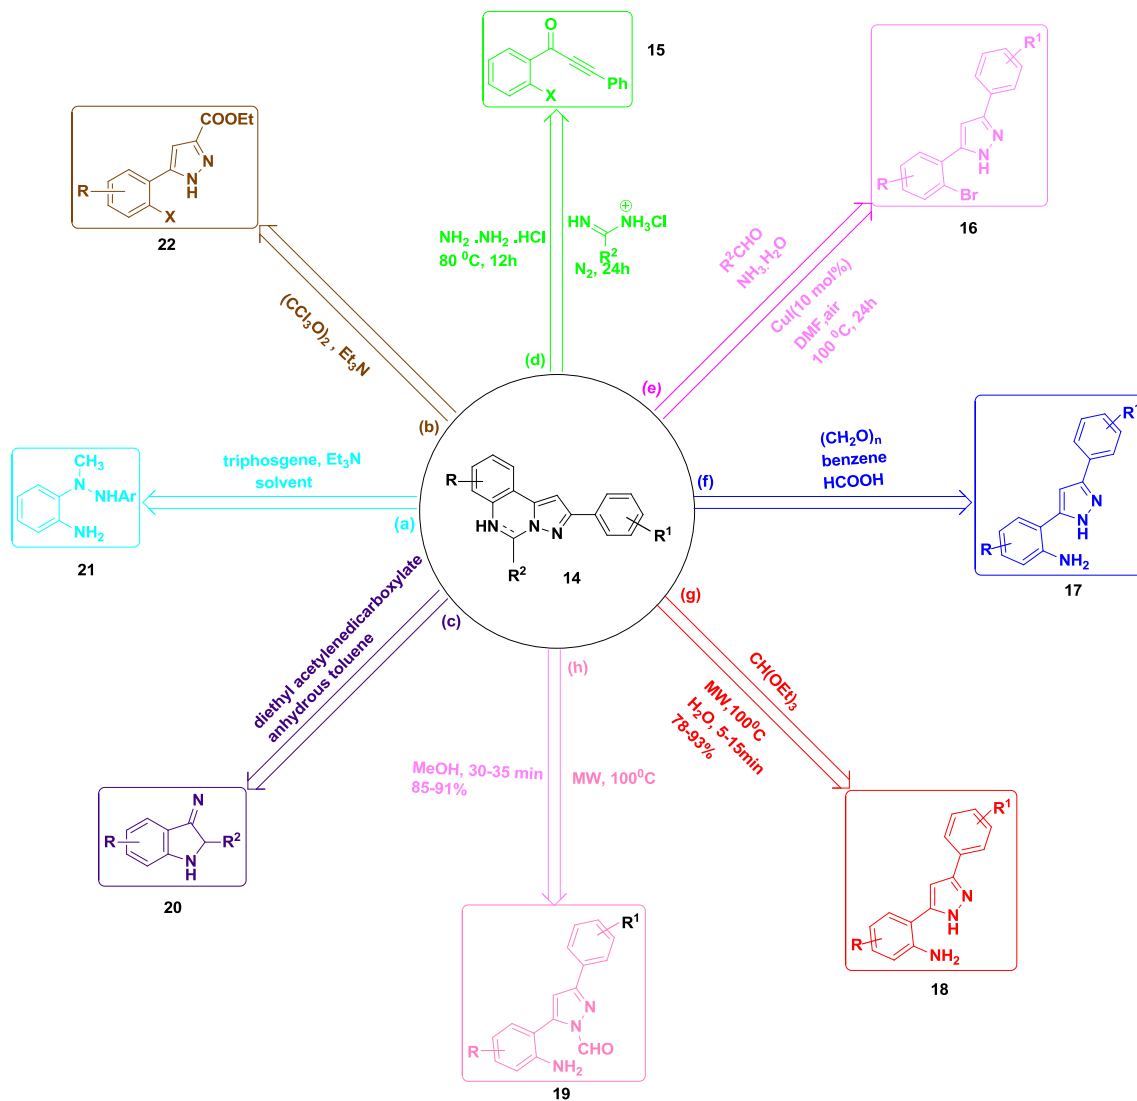 O
Ph
X
15
R¹
N
N
H
Br
R
16
COOEt
N
NH
R
X
22
NH₂ .NH₂ .HCl
80 ⁰C, 12h
⊕
HN NH₃Cl
R²
N₂, 24h
(d)
R²CHO
NH₃.H₂O
CuI(10 mol%)
DMF,air
100 ⁰C, 24h
(e)
(CCl₃O)₂ , Et₃N
(b)
CH₃
N
NHAr
NH₂
21
triphosgene, Et₃N
solvent
(a)
R
HN
N
N
R²
R¹
14
(CH₂O)ₙ
benzene
HCOOH
(f)
R¹
N
NH
R
NH₂
17
diethyl acetylenedicarboxylate
anhydrous toluene
(c)
N
R
R²
N
H
20
MeOH, 30-35 min
85-91%
MW, 100⁰C
(h)
R¹
N
N
R
CHO
NH₂
19
CH(OEt)₃
MW,100⁰C
H₂O, 5-15min
78-93%
(g)
R¹
N
N
H
R
NH₂
18